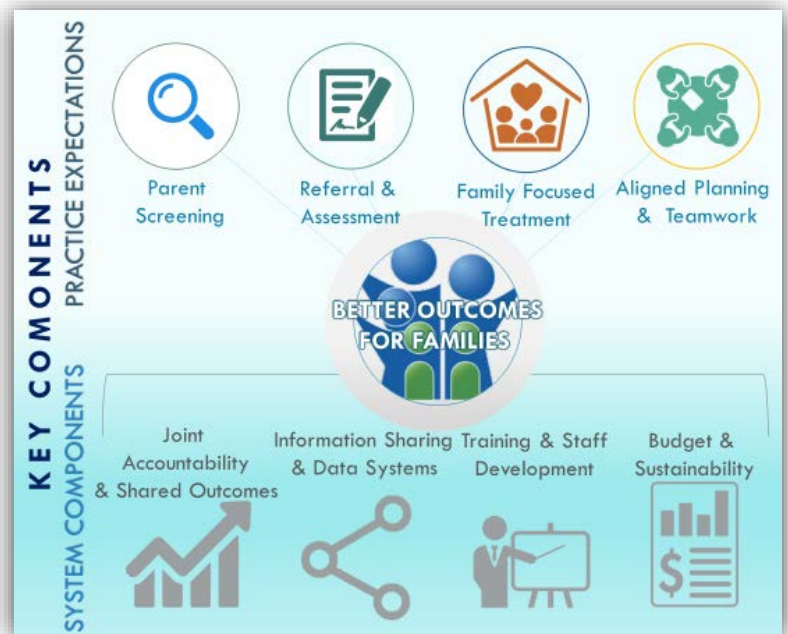 KEY COMONENTS
PRACTICE EXPECTATIONS
Parent
Screening
Referral &
Assessment
Family Focused
Treatment
Aligned Planning
& Teamwork
BETTER OUTCOMES
FOR FAMILIES
SYSTEM COMPONENTS
Joint
Accountability
& Shared Outcomes
Information Sharing
& Data Systems
Training & Staff
Development
Budget &
Sustainability
$